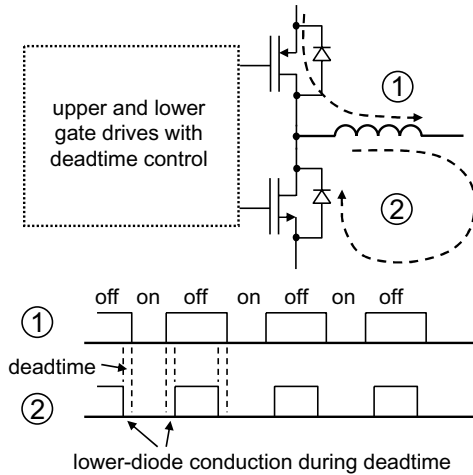 upper and lower
gate drives with
deadtime control
1
2
off on off on off on off
1
deadtime
2
lower-diode conduction during deadtime